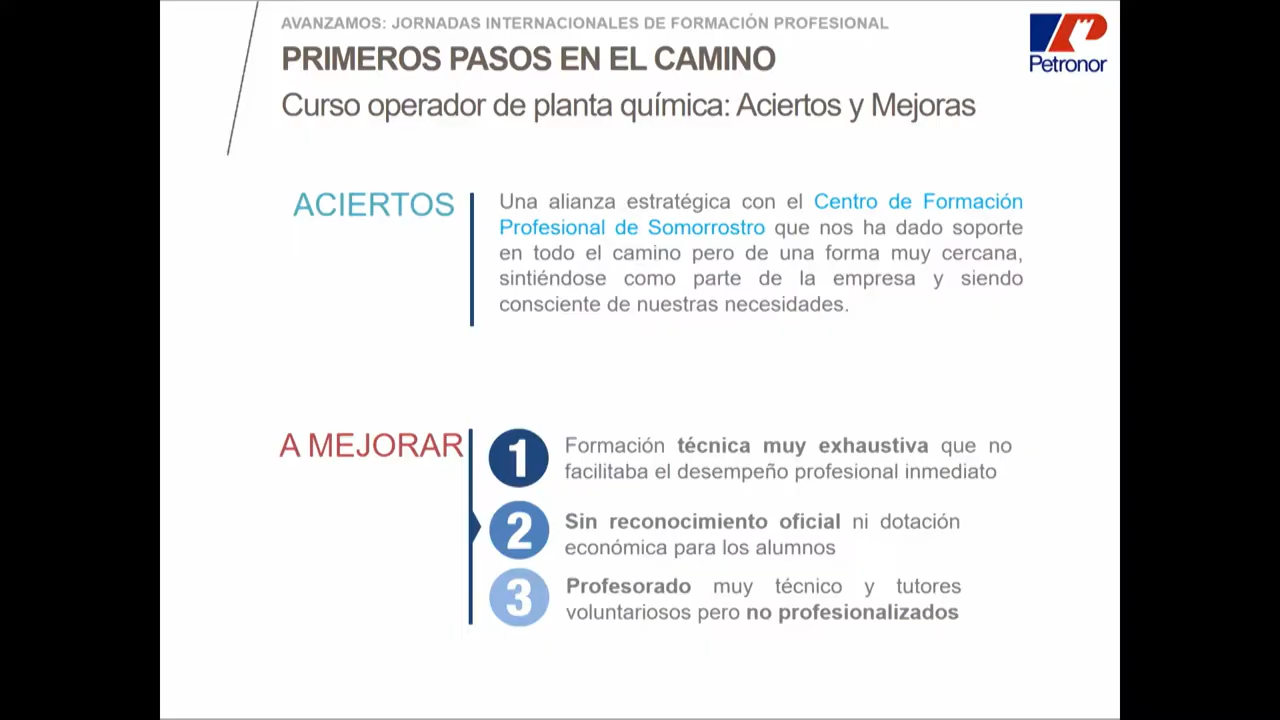 AVANZAMOS: JORNADAS INTERNACIONALES DE FORMACIÓN PROFESIONAL
PRIMEROS PASOS EN EL CAMINO
Curso operador de planta química: Aciertos y Mejoras
Petronor
ACIERTOS
Una alianza estratégica con el Centro de Formación
Profesional de Somorrostro que nos ha dado soporte
en todo el camino pero de una forma muy cercana,
sintiéndose como parte de la empresa y siendo
consciente de nuestras necesidades.
A MEJORAR
1
Formación técnica muy exhaustiva que no
facilitaba el desempeño profesional inmediato
2
Sin reconocimiento oficial ni dotación
económica para los alumnos
3
Profesorado muy técnico y tutores
voluntariosos pero no profesionalizados